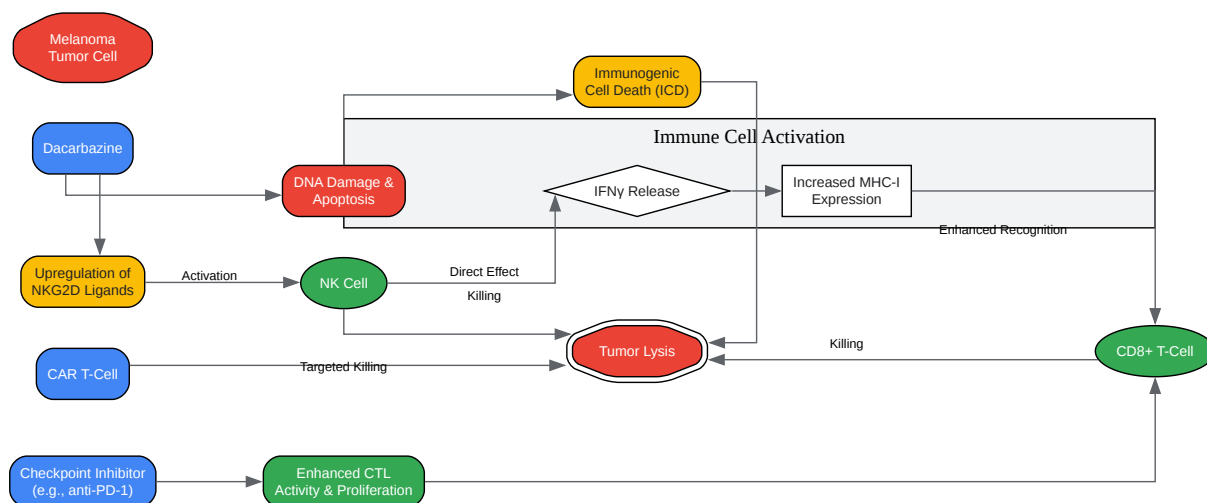 Melanoma
Tumor Cell
Immunogenic
Cell Death (ICD)
Immune Cell Activation
Dacarbazine
DNA Damage &
Apoptosis
IFNγ Release
Increased MHC-I
Expression
Enhanced Recognition
Upregulation of
NKG2D Ligands
Activation
NK Cell
Direct Effect
Killing
Tumor Lysis
Killing
CD8+ T-Cell
CAR T-Cell
Targeted Killing
Checkpoint Inhibitor
(e.g., anti-PD-1)
Enhanced CTL
Activity & Proliferation